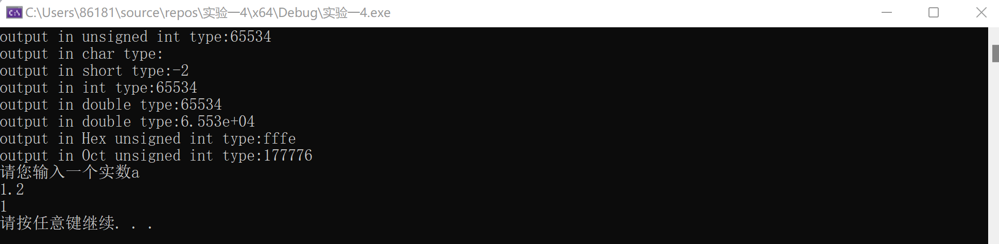 C:\Users\86181\source\repos\实验一4\x64\Debug\实验一4.exe
output in unsigned int type:65534
output in char type:
output in short type:-2
output in int type:65534
output in double type:65534
output in double type:6.553e+04
output in Hex unsigned int type:fffe
output in Oct unsigned int type:177776
请您输入一个实数a
1.2
1
请按任意键继续. . .